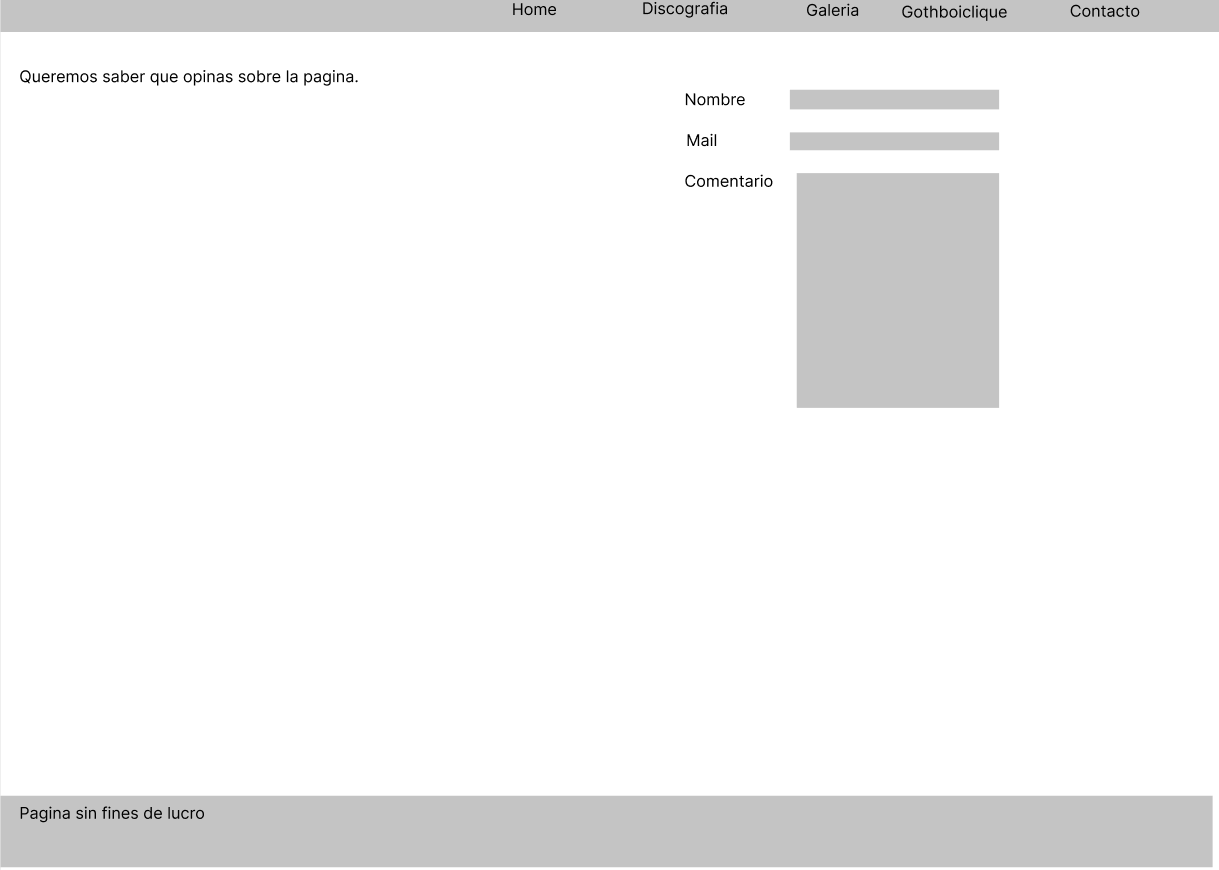 Home Discografia Galeria Gothboiclique Contacto
Queremos saber que opinas sobre la pagina.
Nombre
Mail
Comentario
Pagina sin fines de lucro